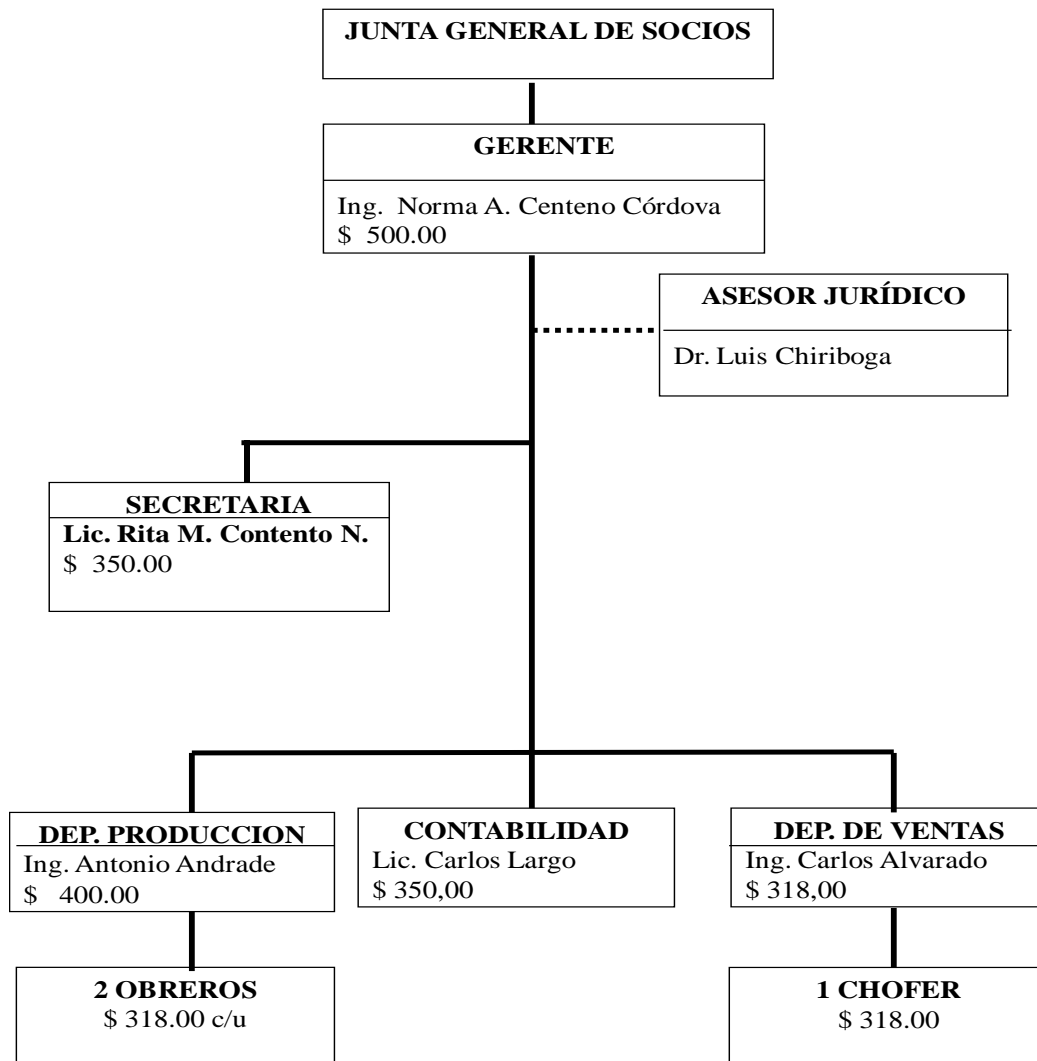 JUNTA GENERAL DE SOCIOS
GERENTE
Ing. Norma A. Centeno Córdova
$ 500.00
ASESOR JURÍDICO
Dr. Luis Chiriboga
SECRETARIA
Lic. Rita M. Contento N.
$ 350.00
DEP. PRODUCCION
Ing. Antonio Andrade
$ 400.00
CONTABILIDAD
Lic. Carlos Largo
$ 350,00
DEP. DE VENTAS
Ing. Carlos Alvarado
$ 318,00
2 OBREROS
$ 318.00 c/u
1 CHOFER
$ 318.00